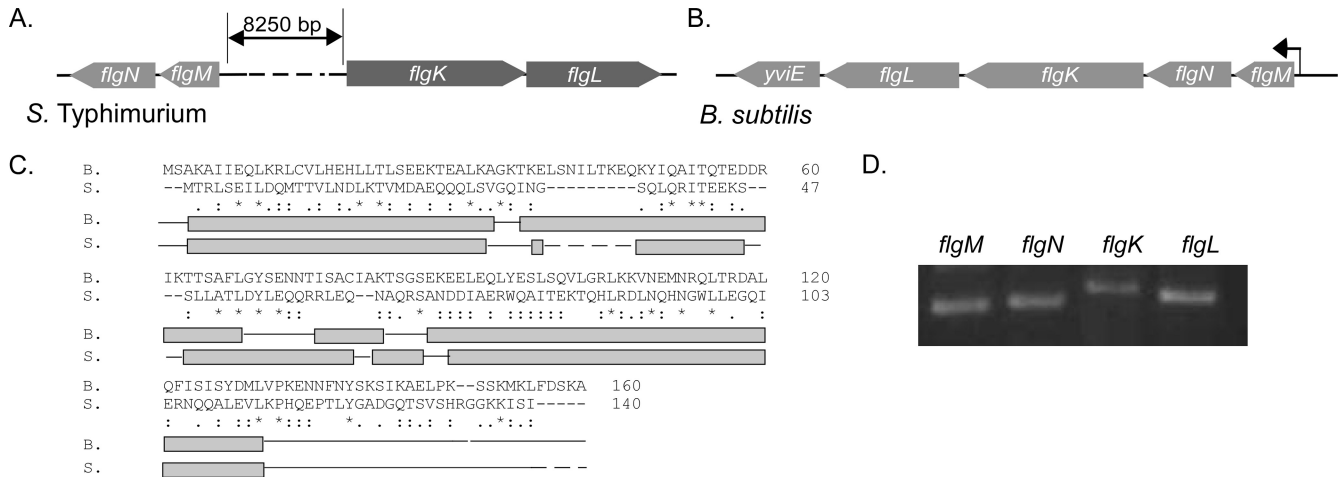 A.
8250 bp
flgN flgM flgK flgL
S. Typhimurium
B.
yviE flgL flgK flgN flgM
B. subtilis
C.
B. MSAKAIIEQLKRLCVLHEHLLTLSEEKTEALKAGKTKELSNILTKEQKYIQAITQTEDDR 60
S. --MTRLSEILDQMTTVLNDLKTVMDAEQQQLSVGQING--------SQLQRITEEKS-- 47
. : * *.:: :. :* *: :. : *..* : .* **: :.
B.
S.
B. IKTTSAFLGYSENNTISACIAKTSGSEKEELEQLYESLSQVLGRLKKVNEMNRQLTRDAL 120
S. --SLLATLDYLEQQRRLEQ--NAQRSANDDIAERWQAITEKTQHLRDLNQHNGWLLEGQI 103
: * * * *:: ::. * ::::: ::::: :*:.:*: * * . :
B.
S.
B. QFISISYDMLVPKENNFNYSKSIKAELPK--SSKMKLFDSKA 160
S. ERNQQALEVLKPHQEPTLYGADGQTSVSHRGGKKISI----- 140
: . : ::* *::: *. . ::.: : ..*:.:
B.
S.
D.
flgM flgN flgK flgL